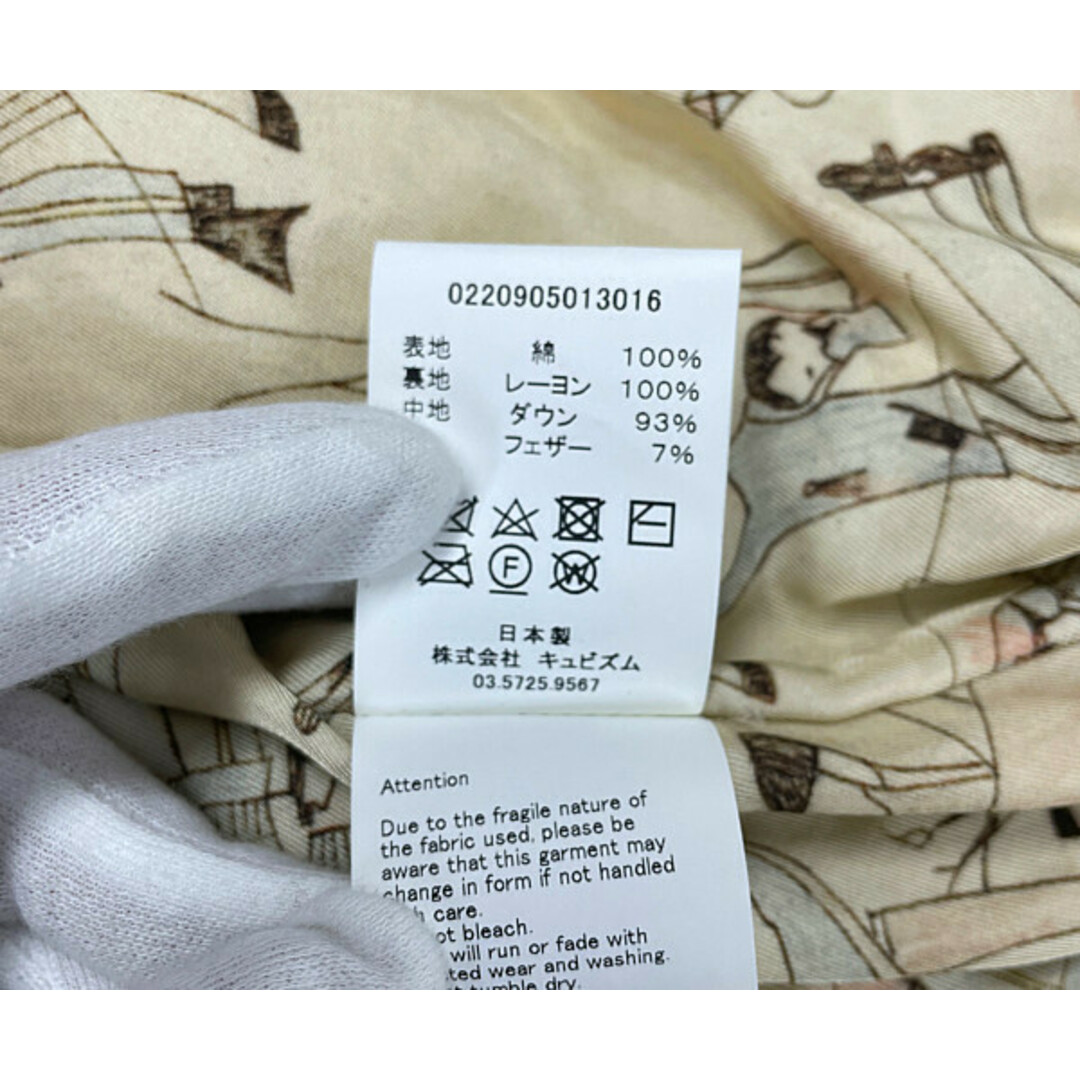 0220905013016
表地 綿 100%
裏地 レーヨン 100%
中地 ダウン 93%
フェザー 7%
F
W
日本製
株式会社 キュビズム
03.5725.9567
Attention
Due to the fragile nature of
the fabric used, please be
aware that this garment may
change in form if not handled
care.
bleach.
will run or fade with
wear and washing.
tumble dry.